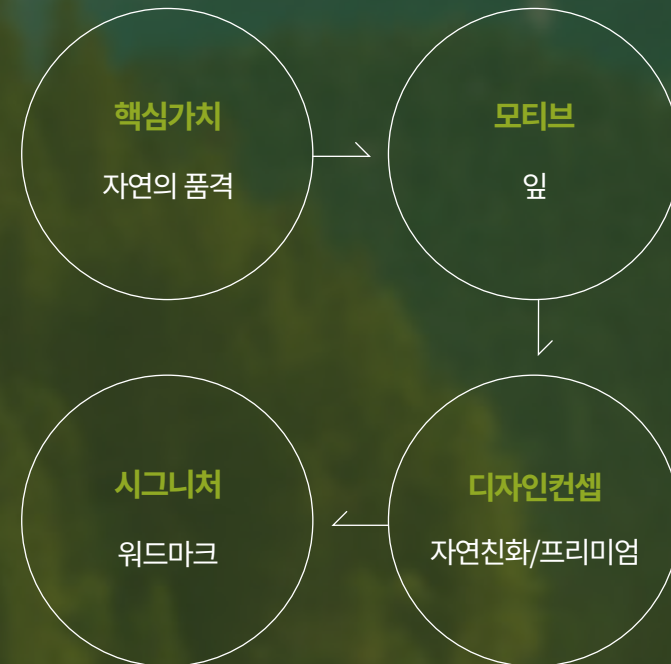 핵심가치
자연의 품격
모티브
잎
디자인컨셉
자연친화/프리미엄
시그니처
워드마크